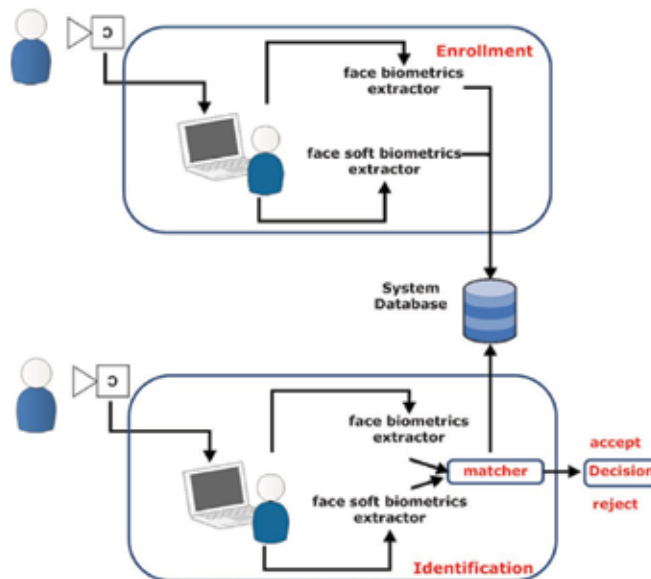 Enrollment
face biometrics
extractor
face soft biometrics
extractor
System
Database
face biometrics
extractor
matcher
accept
Decision
reject
face soft biometrics
extractor
Identification